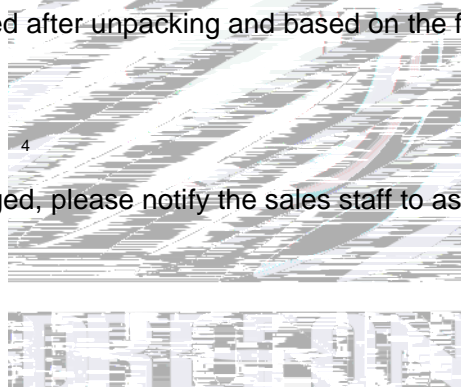 ed after unpacking and based on the f
4
ged, please notify the sales staff to as